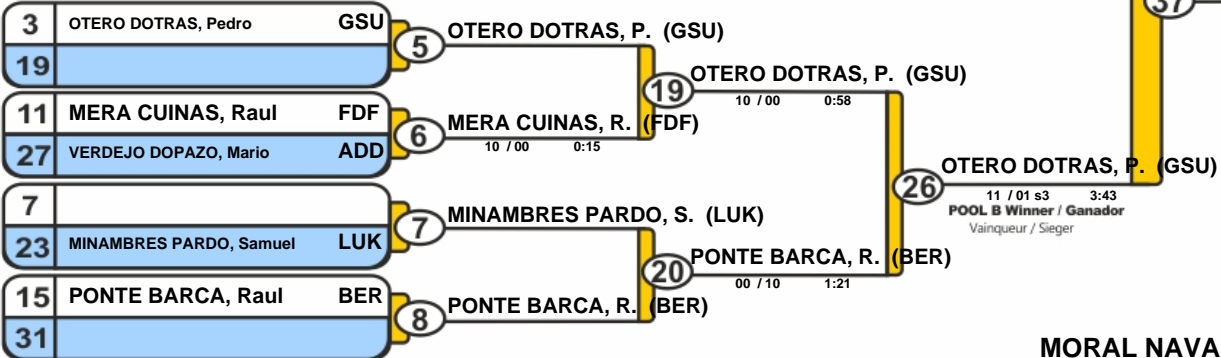 3 OTERO DOTRAS, Pedro GSU
19
5 OTERO DOTRAS, P. (GSU)
11 MERA CUINAS, Raul FDF
27 VERDEJO DOPAZO, Mario ADD
6 MERA CUINAS, R. (FDF)
10 / 00 0:15
19 OTERO DOTRAS, P. (GSU)
10 / 00 0:58
7
23 MINAMBRES PARDO, Samuel LUK
7 MINAMBRES PARDO, S. (LUK)
15 PONTE BARCA, Raul BER
31
8 PONTE BARCA, R. (BER)
20 PONTE BARCA, R. (BER)
00 / 10 1:21
26 OTERO DOTRAS, P. (GSU)
11 / 01 s3 3:43
POOL B Winner / Ganador
Vainqueur / Sieger
37
MORAL NAVA